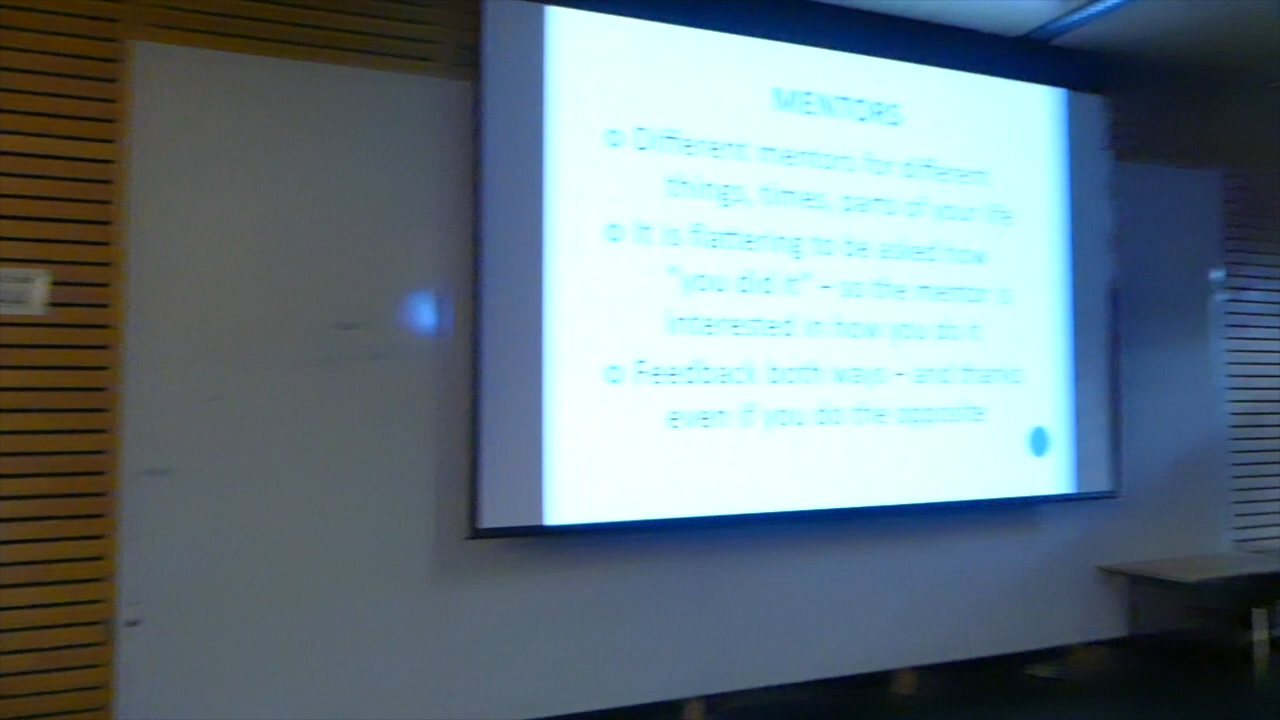 MENTORS
Different mentors for different
things, times, parts of your life
It is flattering to be asked how
"you did it" – so the mentor is
interested in how you do it
Feedback both ways – and thanks
even if you do the opposite